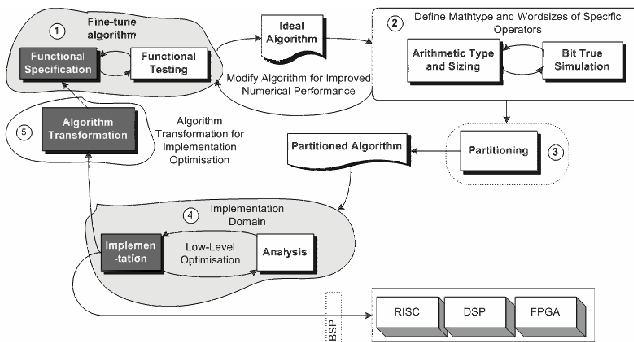 1
Fine-tune
algorithm
Functional
Specification
Functional
Testing
Ideal
Algorithm
Modify Algorithm for Improved
Numerical Performance
2
Define Mathtype and Wordsizes of Specific
Operators
Arithmetic Type
and Sizing
Bit True
Simulation
5
Algorithm
Transformation
Algorithm
Transformation for
Implementation
Optimisation
Partitioned Algorithm
Partitioning
3
4
Implementation
Domain
Implemen
-tation
Low-Level
Optimisation
Analysis
BSP
RISC
DSP
FPGA